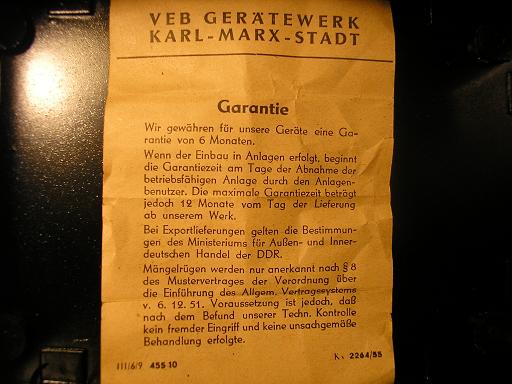 VEB GERÄTEWERK
KARL-MARX-STADT
Garantie
Wir gewähren für unsere Geräte eine Ga-
rantie von 6 Monaten.
Wenn der Einbau in Anlagen erfolgt, beginnt
die Garantiezeit am Tage der Abnahme der
betriebsfähigen Anlage durch den Anlagen-
benutzer. Die maximale Garantiezeit beträgt
jedoch 12 Monate vom Tag der Lieferung
ab unserem Werk.
Bei Exportlieferungen gelten die Bestimmun-
gen des Ministeriums für Außen- und Inner-
deutschen Handel der DDR.
Mängelrügen werden nur anerkannt nach § 8
des Mustervertrages der Verordnung über
die Einführung des Allgem. Vertragssystems
v. 6. 12. 51. Voraussetzung ist jedoch, daß
nach dem Befund unserer Techn. Kontrolle
kein fremder Eingriff und keine unsachgemäße
Behandlung erfolgte.
III/6/9 455 10 2264/55